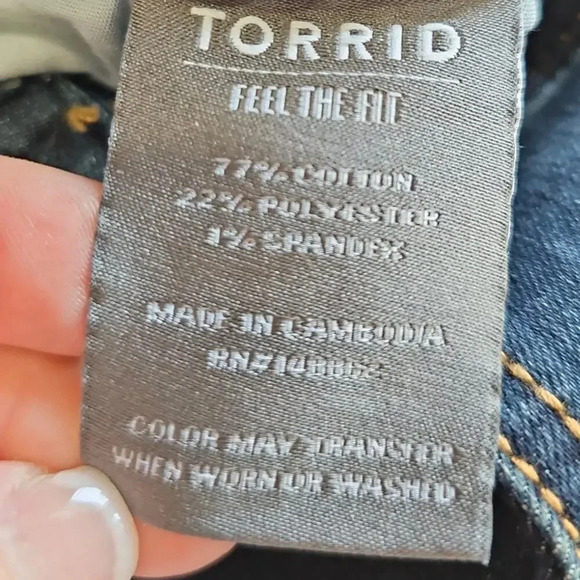 TORRID
FEEL THE FIT
77% COTTON
22% POLYESTER
1% SPANDEX
MADE IN CAMBODIA
COLOR MAY TRANSFER
WHEN WORN OR WASHED